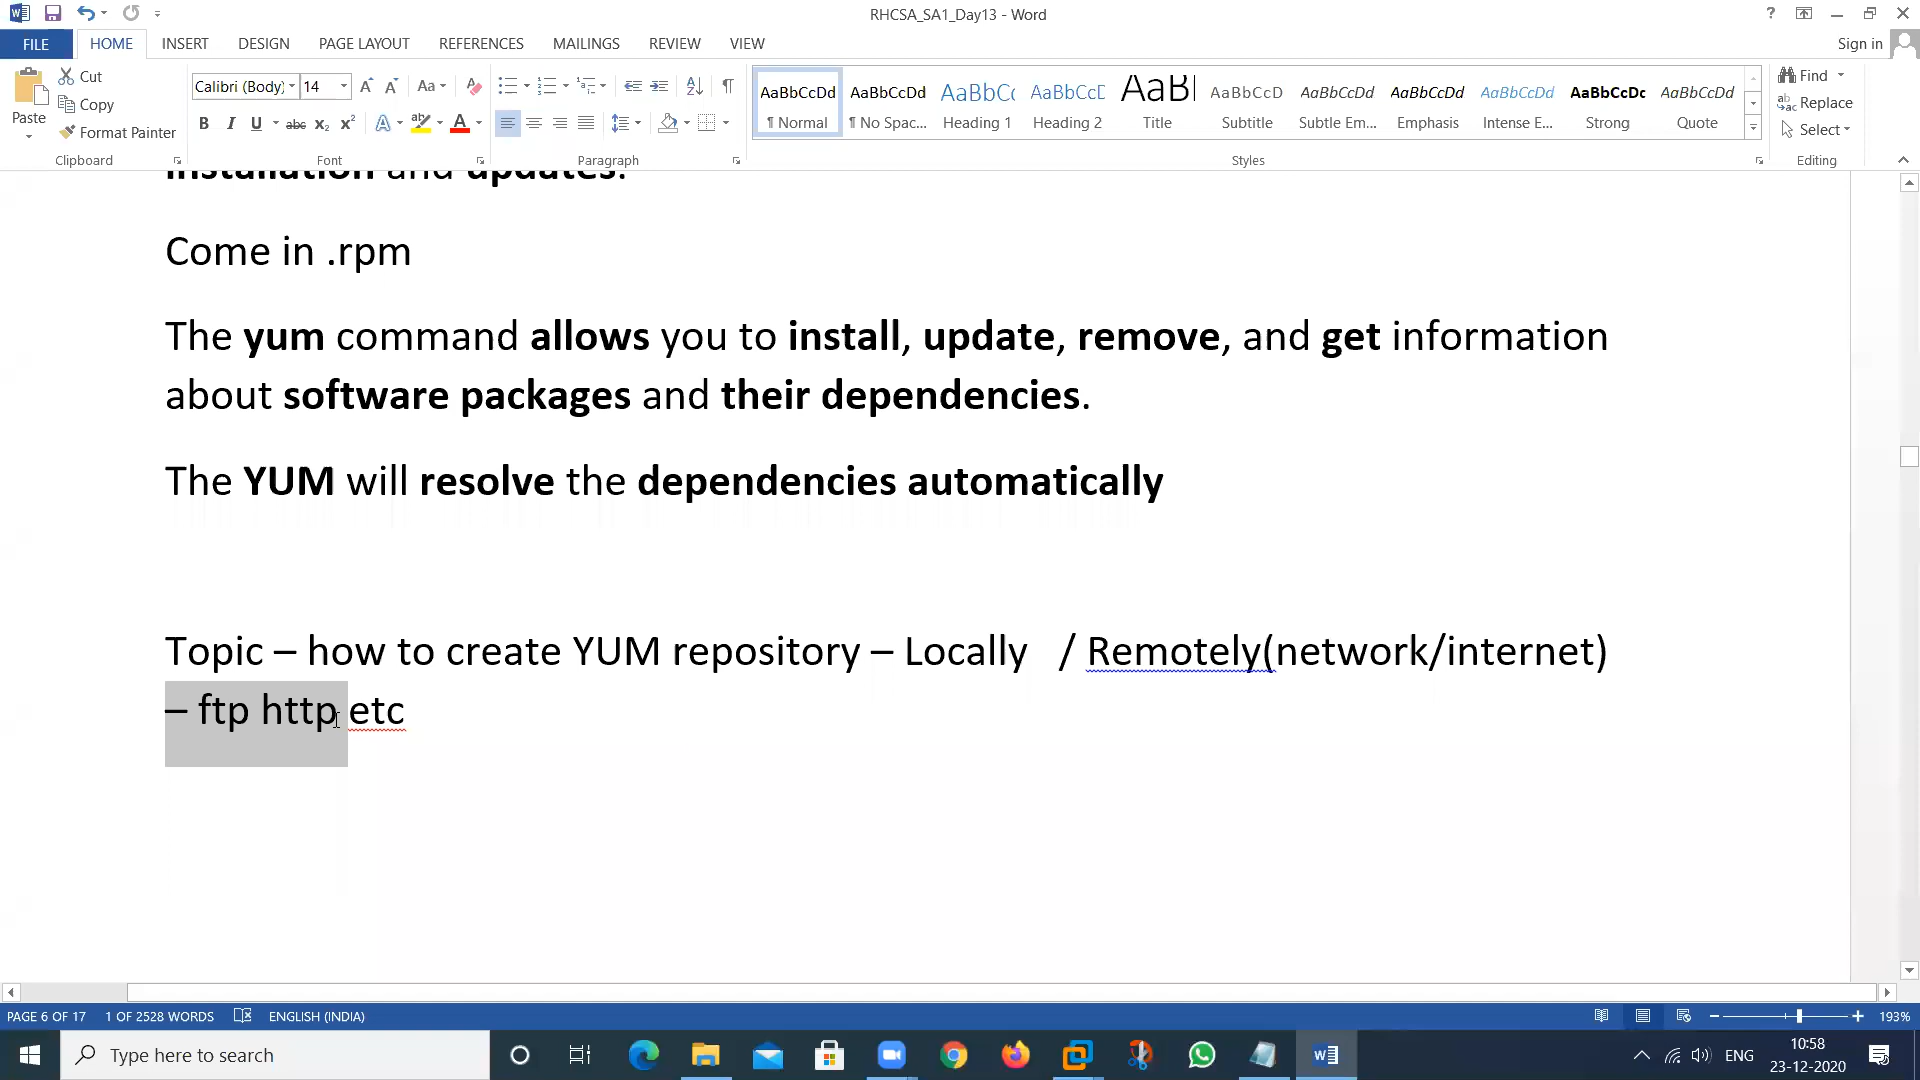 RHCSA_SA1_Day13 - Word
FILE HOME INSERT DESIGN PAGE LAYOUT REFERENCES MAILINGS REVIEW VIEW Sign in
Paste Cut Copy Format Painter
Calibri (Body) 14
AaBbCcDd AaBbCcDd AaBbCc AaBbCcE AaBl AaBbCcD AaBbCcDd AaBbCcDd AaBbCcDd AaBbCcDc AaBbCcDd
¶ Normal ¶ No Spac... Heading 1 Heading 2 Title Subtitle Subtle Em... Emphasis Intense E... Strong Quote
Find Replace Select
Clipboard Font Paragraph Styles Editing
installation and updates.
Come in .rpm
The yum command allows you to install, update, remove, and get information
about software packages and their dependencies.
The YUM will resolve the dependencies automatically
Topic – how to create YUM repository – Locally / Remotely(network/internet)
– ftp http etc
PAGE 6 OF 17 1 OF 2528 WORDS ENGLISH (INDIA) 193%
Type here to search
ENG 10:58
23-12-2020